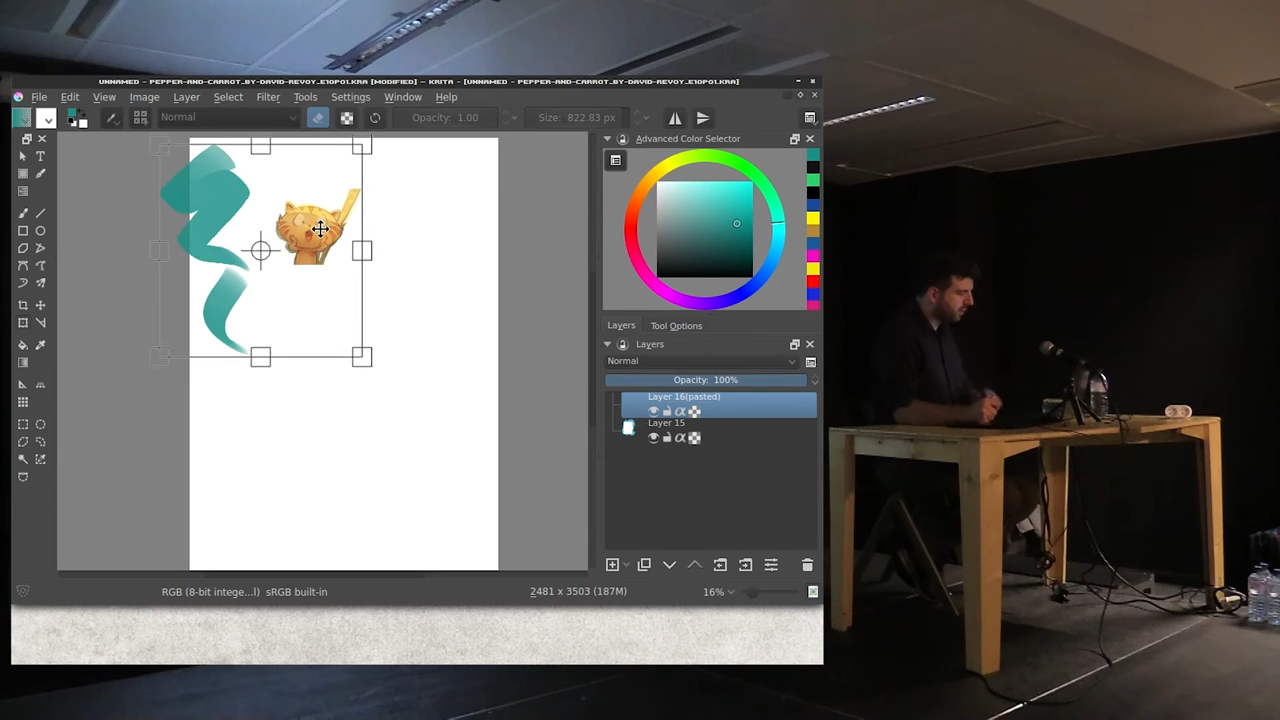 UNNAMED - PEPPER-AND-CARROT_BY-DAVID-REVOY_E10P01.KRA [MODIFIED] – KRITA - [UNNAMED - PEPPER-AND-CARROT_BY-DAVID-REVOY_E10P01.KRA]
File Edit View Image Layer Select Filter Tools Settings Window Help
Normal Opacity: 1.00 Size: 822.83 px
Advanced Color Selector
Layers Tool Options
Layers
Normal
Opacity: 100%
Layer 16(pasted)
Layer 15
RGB (8-bit intege...l) sRGB built-in 2481 x 3503 (187M) 16%